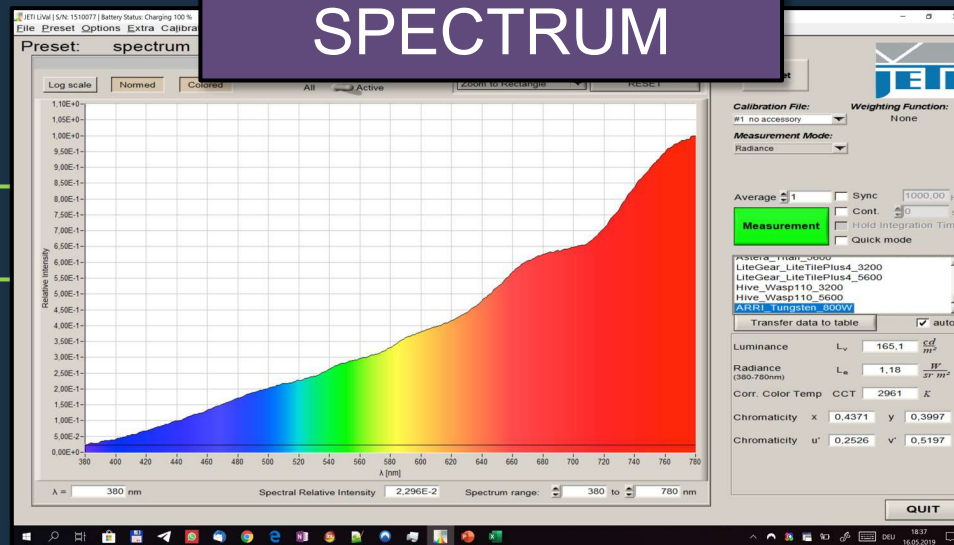 SPECTRUM
JETI LiVal | S/N: 1510077 | Battery Status: Charging 100 %
File Preset Options Extra
Preset: spectrum
Log scale Normed Colored All Active Zoom to Rectangle RESET
1,10E+0
1,05E+0
1,00E+0
9,50E-1
9,00E-1
8,50E-1
8,00E-1
7,50E-1
7,00E-1
6,50E-1
6,00E-1
5,50E-1
5,00E-1
4,50E-1
4,00E-1
3,50E-1
3,00E-1
2,50E-1
2,00E-1
1,50E-1
1,00E-1
5,00E-2
0,00E+0
Relative Intensity
380 400 420 440 460 480 500 520 540 560 580 600 620 640 660 680 700 720 740 760 780
λ [nm]
λ = 380 nm Spectral Relative Intensity 2,296E-2 Spectrum range: 380 to 780 nm
JETI
Calibration File: Weighting Function:
#1 no accessory None
Measurement Mode:
Radiance
Average 1 Sync 1000,00
Cont. 0
Measurement Hold Integration Tim
Quick mode
Astera_Titan_5600
LiteGear_LiteTilePlus4_3200
LiteGear_LiteTilePlus4_5600
Hive_Wasp110_3200
Hive_Wasp110_5600
ARRI_Tungsten_800W
Transfer data to table auto
Luminance Lv 165,1 cd/m²
Radiance Le 1,18 W/sr m²
(380-780nm)
Corr. Color Temp CCT 2961 K
Chromaticity x 0,4371 y 0,3997
Chromaticity u' 0,2526 v' 0,5197
QUIT
DEU 18:37
16.05.2019